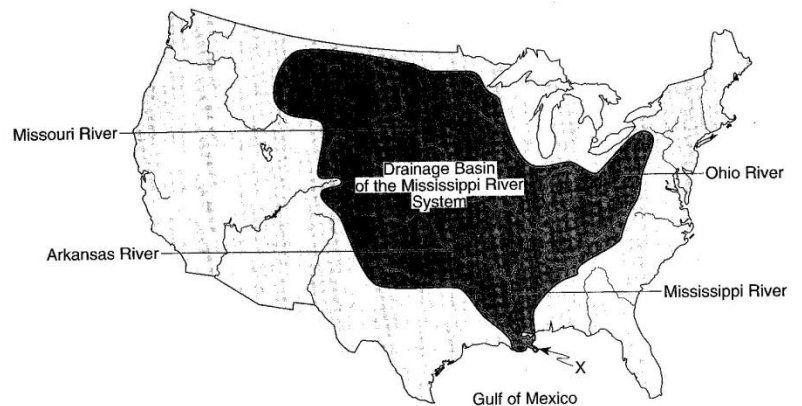 Missouri River
Drainage Basin
of the Mississippi River
System
Ohio River
Arkansas River
Mississippi River
X
Gulf of Mexico